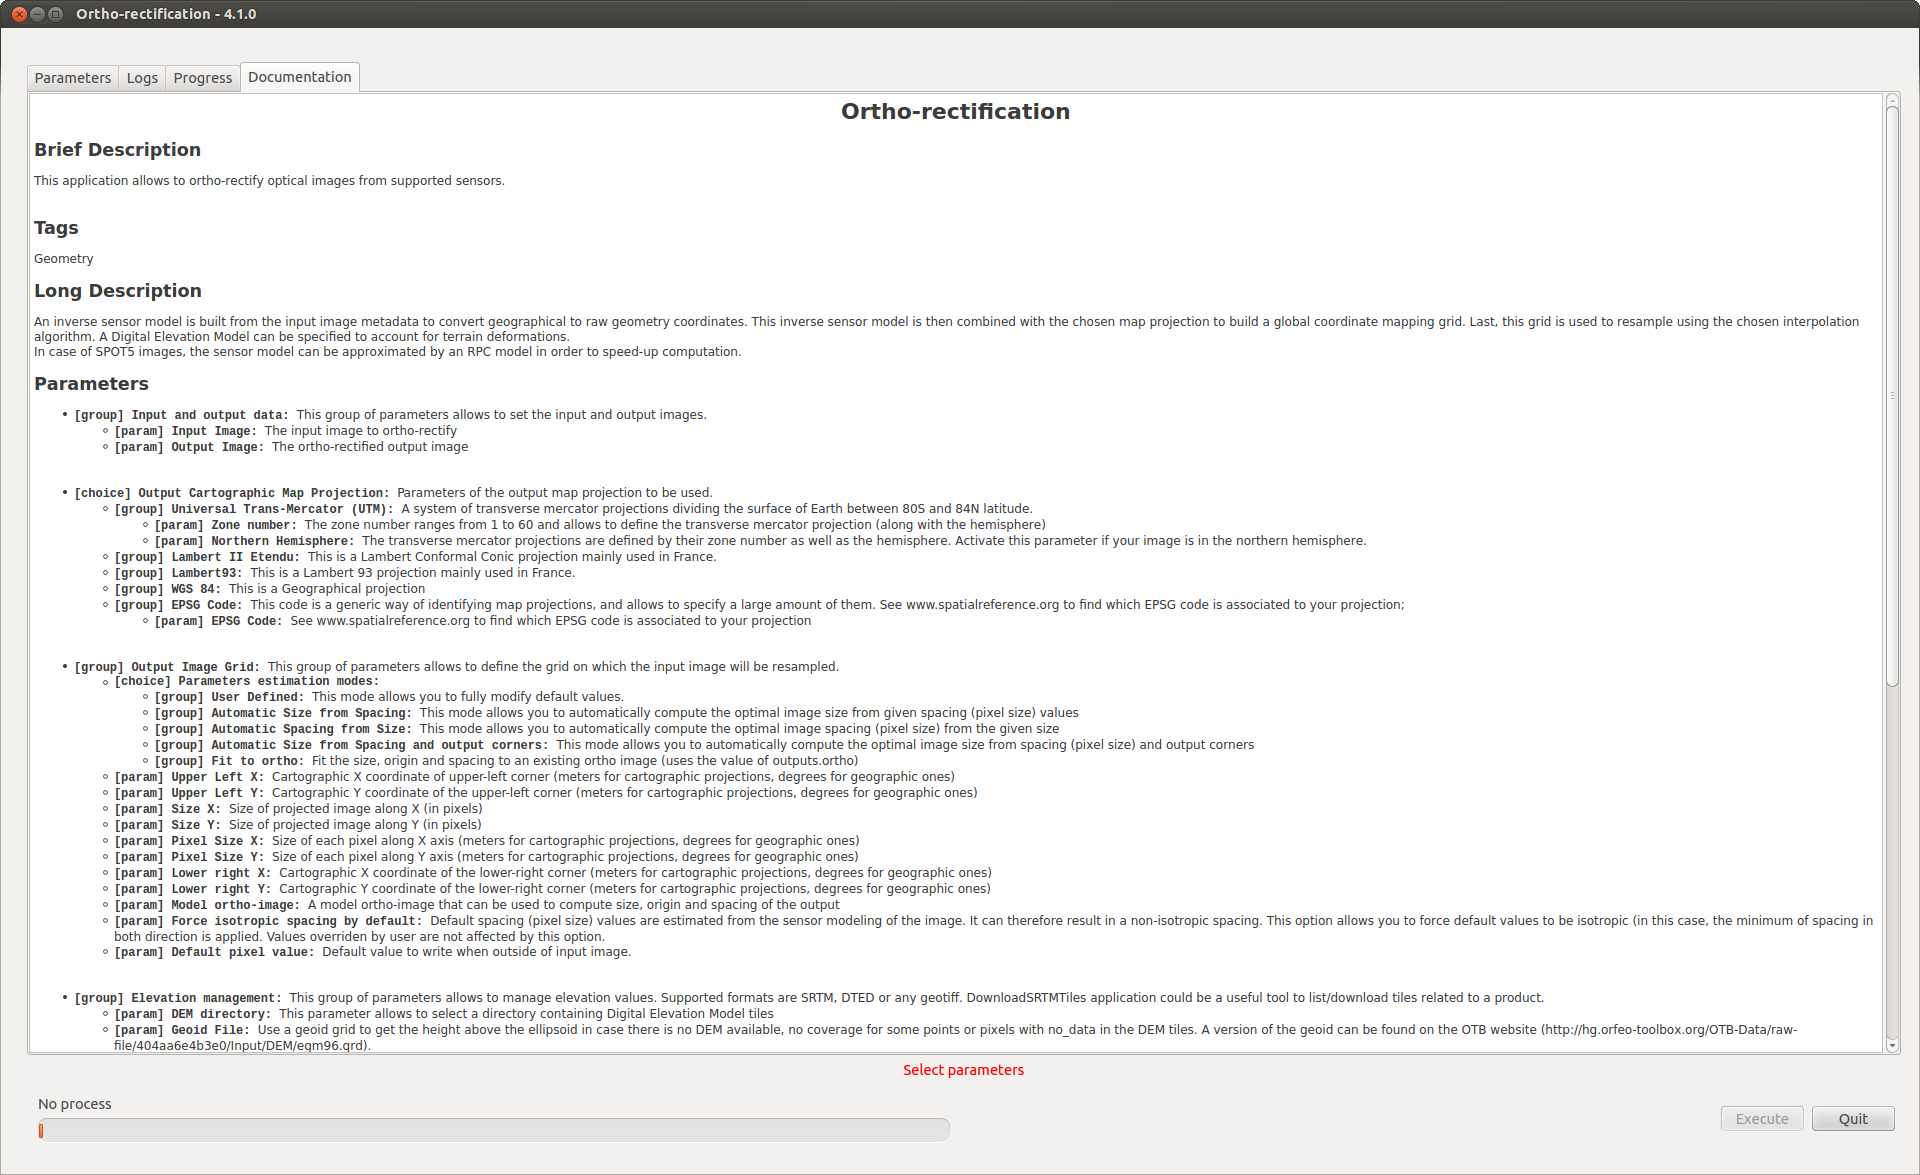 Ortho-rectification - 4.1.0
Parameters Logs Progress Documentation
Ortho-rectification
Brief Description
This application allows to ortho-rectify optical images from supported sensors.
Tags
Geometry
Long Description
An inverse sensor model is built from the input image metadata to convert geographical to raw geometry coordinates. This inverse sensor model is then combined with the chosen map projection to build a global coordinate mapping grid. Last, this grid is used to resample using the chosen interpolation
algorithm. A Digital Elevation Model can be specified to account for terrain deformations.
In case of SPOT5 images, the sensor model can be approximated by an RPC model in order to speed-up computation.
Parameters
• [group] Input and output data: This group of parameters allows to set the input and output images.
◦ [param] Input Image: The input image to ortho-rectify
◦ [param] Output Image: The ortho-rectified output image
• [choice] Output Cartographic Map Projection: Parameters of the output map projection to be used.
◦ [group] Universal Trans-Mercator (UTM): A system of transverse mercator projections dividing the surface of Earth between 80S and 84N latitude.
◦ [param] Zone number: The zone number ranges from 1 to 60 and allows to define the transverse mercator projection (along with the hemisphere)
◦ [param] Northern Hemisphere: The transverse mercator projections are defined by their zone number as well as the hemisphere. Activate this parameter if your image is in the northern hemisphere.
◦ [group] Lambert II Etendu: This is a Lambert Conformal Conic projection mainly used in France.
◦ [group] Lambert93: This is a Lambert 93 projection mainly used in France.
◦ [group] WGS 84: This is a Geographical projection
◦ [group] EPSG Code: This code is a generic way of identifying map projections, and allows to specify a large amount of them. See www.spatialreference.org to find which EPSG code is associated to your projection;
◦ [param] EPSG Code: See www.spatialreference.org to find which EPSG code is associated to your projection
• [group] Output Image Grid: This group of parameters allows to define the grid on which the input image will be resampled.
◦ [choice] Parameters estimation modes:
◦ [group] User Defined: This mode allows you to fully modify default values.
◦ [group] Automatic Size from Spacing: This mode allows you to automatically compute the optimal image size from given spacing (pixel size) values
◦ [group] Automatic Spacing from Size: This mode allows you to automatically compute the optimal image spacing (pixel size) from the given size
◦ [group] Automatic Size from Spacing and output corners: This mode allows you to automatically compute the optimal image size from spacing (pixel size) and output corners
◦ [group] Fit to ortho: Fit the size, origin and spacing to an existing ortho image (uses the value of outputs.ortho)
◦ [param] Upper Left X: Cartographic X coordinate of upper-left corner (meters for cartographic projections, degrees for geographic ones)
◦ [param] Upper Left Y: Cartographic Y coordinate of the upper-left corner (meters for cartographic projections, degrees for geographic ones)
◦ [param] Size X: Size of projected image along X (in pixels)
◦ [param] Size Y: Size of projected image along Y (in pixels)
◦ [param] Pixel Size X: Size of each pixel along X axis (meters for cartographic projections, degrees for geographic ones)
◦ [param] Pixel Size Y: Size of each pixel along Y axis (meters for cartographic projections, degrees for geographic ones)
◦ [param] Lower right X: Cartographic X coordinate of the lower-right corner (meters for cartographic projections, degrees for geographic ones)
◦ [param] Lower right Y: Cartographic Y coordinate of the lower-right corner (meters for cartographic projections, degrees for geographic ones)
◦ [param] Model ortho-image: A model ortho-image that can be used to compute size, origin and spacing of the output
◦ [param] Force isotropic spacing by default: Default spacing (pixel size) values are estimated from the sensor modeling of the image. It can therefore result in a non-isotropic spacing. This option allows you to force default values to be isotropic (in this case, the minimum of spacing in
both direction is applied. Values overriden by user are not affected by this option.
◦ [param] Default pixel value: Default value to write when outside of input image.
• [group] Elevation management: This group of parameters allows to manage elevation values. Supported formats are SRTM, DTED or any geotiff. DownloadSRTMTiles application could be a useful tool to list/download tiles related to a product.
◦ [param] DEM directory: This parameter allows to select a directory containing Digital Elevation Model tiles
◦ [param] Geoid File: Use a geoid grid to get the height above the ellipsoid in case there is no DEM available, no coverage for some points or pixels with no_data in the DEM tiles. A version of the geoid can be found on the OTB website (http://hg.orfeo-toolbox.org/OTB-Data/raw-
file/404aa6e4b3e0/Input/DEM/egm96.grd).
Select parameters
No process
Execute Quit